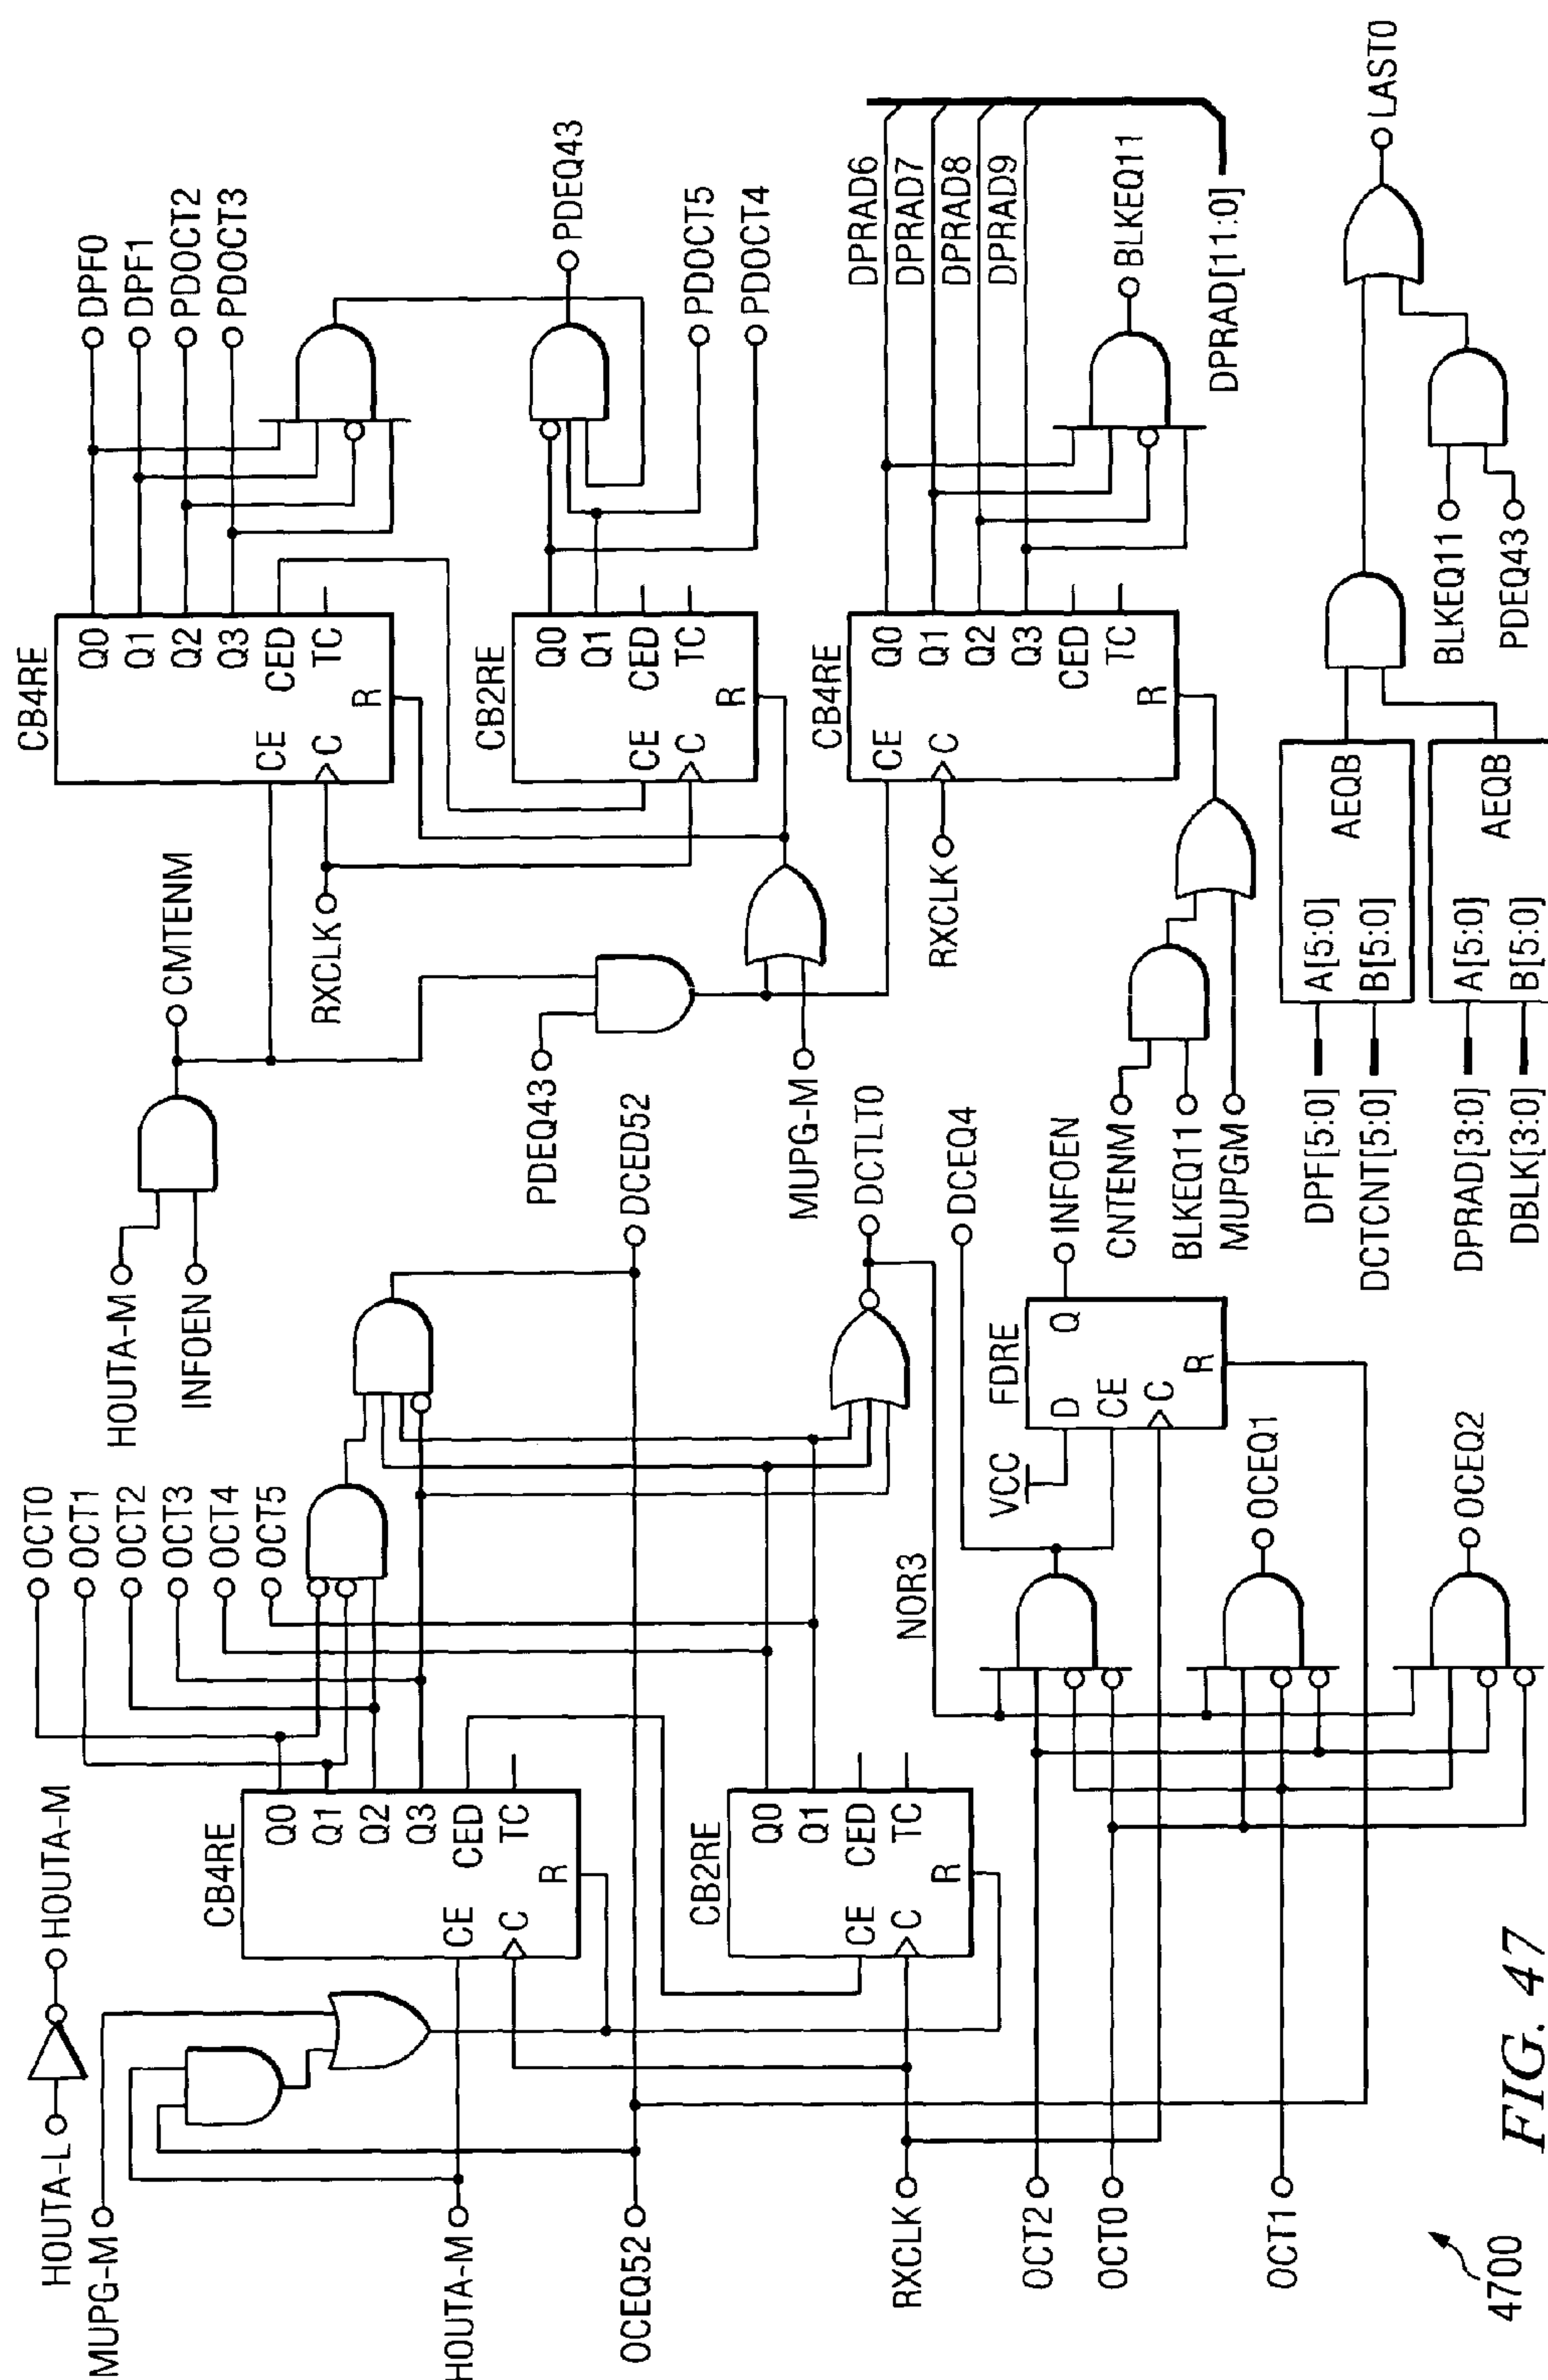 HOUTA-L
HOUTA-M
MUPG-M
HOUTA-M
OCEQ52
CB4RE
CE
C
R
Q0
Q1
Q2
Q3
CED
TC
CB2RE
CE
C
R
Q0
Q1
CED
TC
OCT0
OCT1
OCT2
OCT3
OCT4
OCT5
RXCLK
OCT2
OCT0
OCT1
NOR3
VCC
FDRE
D
CE
C
Q
R
INFOEN
OCEQ1
OCEQ2
DCED52
DCTLT0
DCEQ4
HOUTA-M
INFOEN
CMTENM
RXCLK
PDEQ43
MUPG-M
CB4RE
CE
C
R
Q0
Q1
Q2
Q3
CED
TC
DPF0
DPF1
PDOCT2
PDOCT3
CB2RE
CE
C
R
Q0
Q1
CED
TC
PDEQ43
PDOCT5
PDOCT4
RXCLK
CB4RE
CE
C
R
Q0
Q1
Q2
Q3
CED
TC
DPRAD6
DPRAD7
DPRAD8
DPRAD9
BLKEQ11
DPRAD[11:0]
CNTENM
BLKEQ11
MUPGM
DPF[5:0]
DCTCNT[5:0]
A[5:0]
B[5:0]
AEQB
DPRAD[3:0]
DBLK[3:0]
A[5:0]
B[5:0]
AEQB
BLKEQ11
PDEQ43
LAST0
4700
FIG. 47